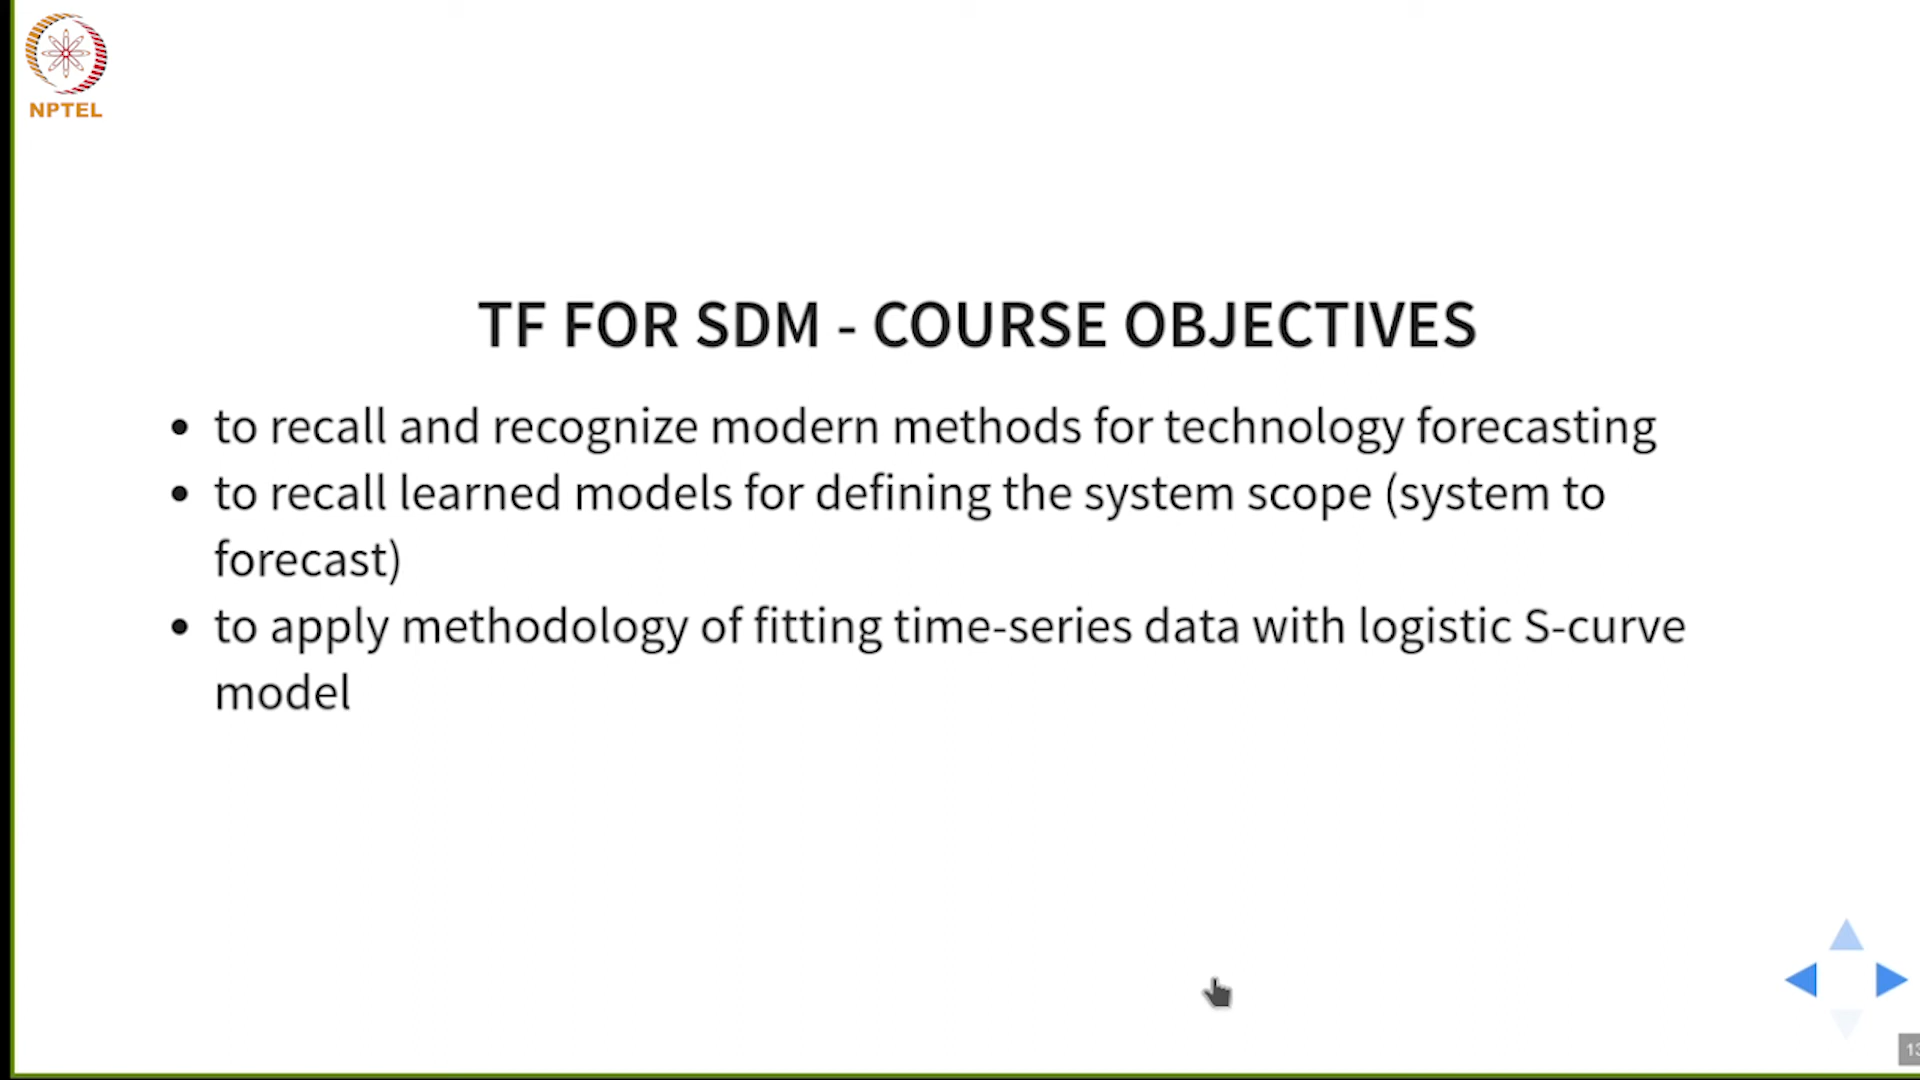 NPTEL
TF FOR SDM - COURSE OBJECTIVES
• to recall and recognize modern methods for technology forecasting
• to recall learned models for defining the system scope (system to
forecast)
• to apply methodology of fitting time-series data with logistic S-curve
model